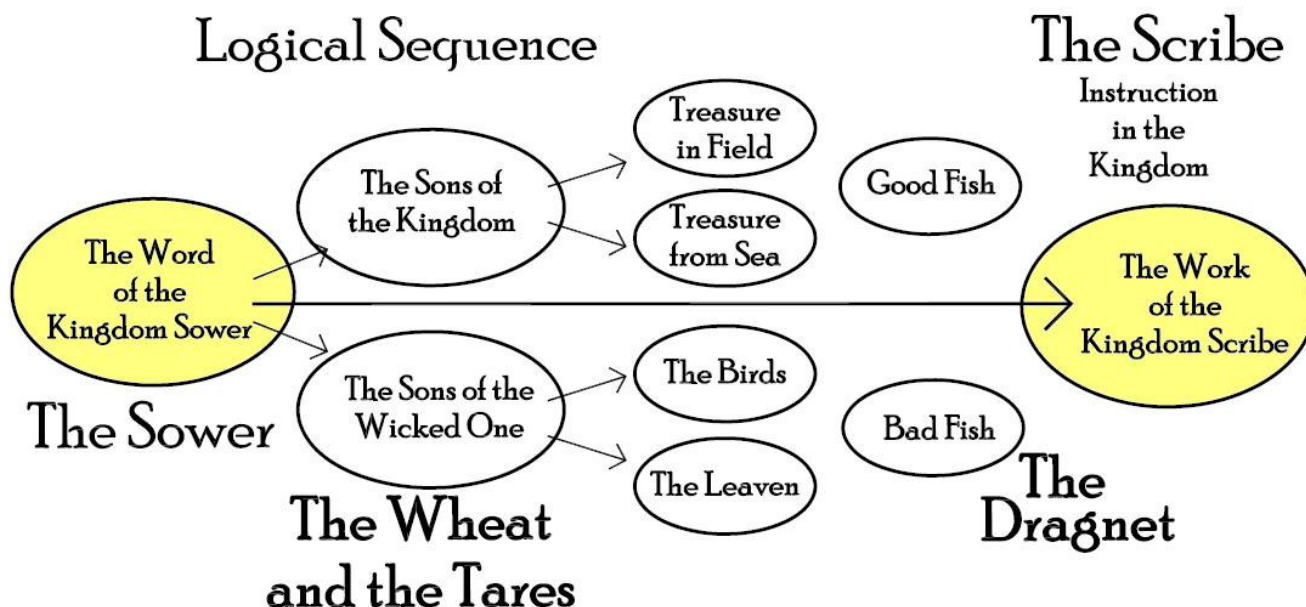 Logical Sequence
The Scribe
Instruction
in the
Kingdom
The Word
of the
Kingdom Sower
The Sower
The Sons of
the Kingdom
The Sons of the
Wicked One
The Wheat
and the Tares
Treasure
in Field
Treasure
from Sea
The Birds
The Leaven
Good Fish
Bad Fish
The
Dragnet
The Work
of the
Kingdom Scribe